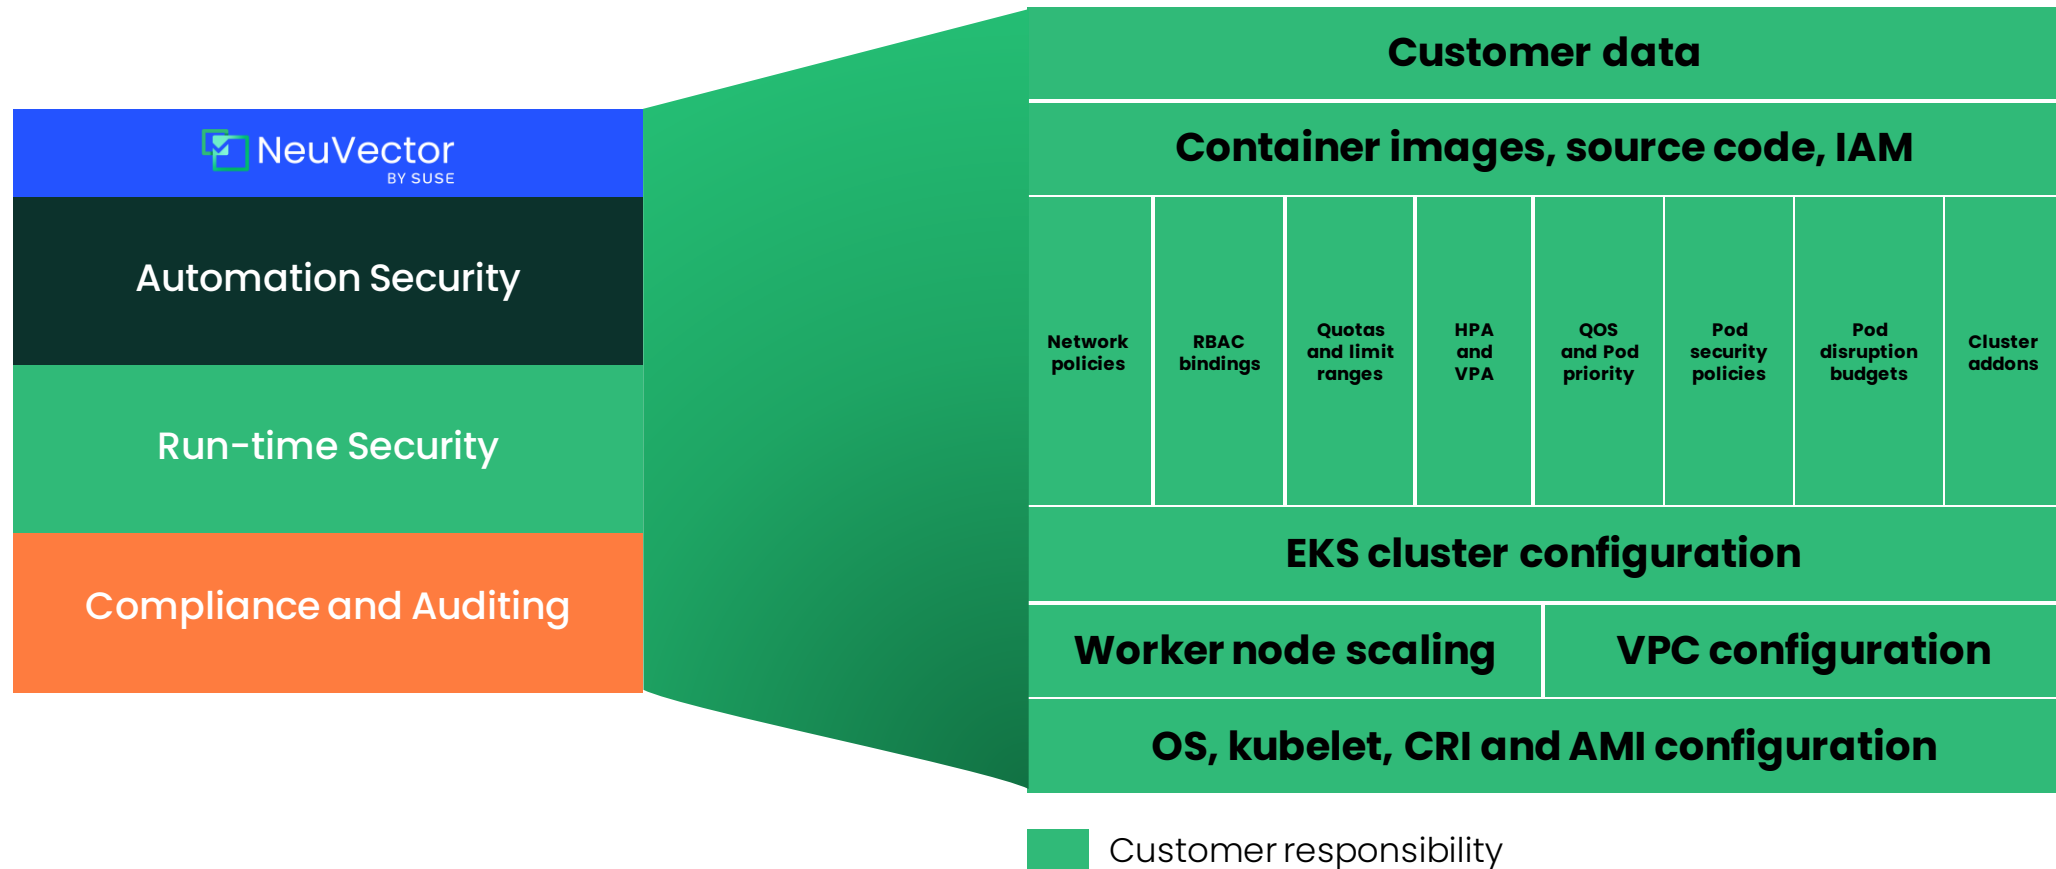 NeuVector
BY SUSE
Automation Security
Run-time Security
Compliance and Auditing
Customer data
Container images, source code, IAM
Network
policies
RBAC
bindings
Quotas
and limit
ranges
HPA
and
VPA
QOS
and Pod
priority
Pod
security
policies
Pod
disruption
budgets
Cluster
addons
EKS cluster configuration
Worker node scaling
VPC configuration
OS, kubelet, CRI and AMI configuration
Customer responsibility